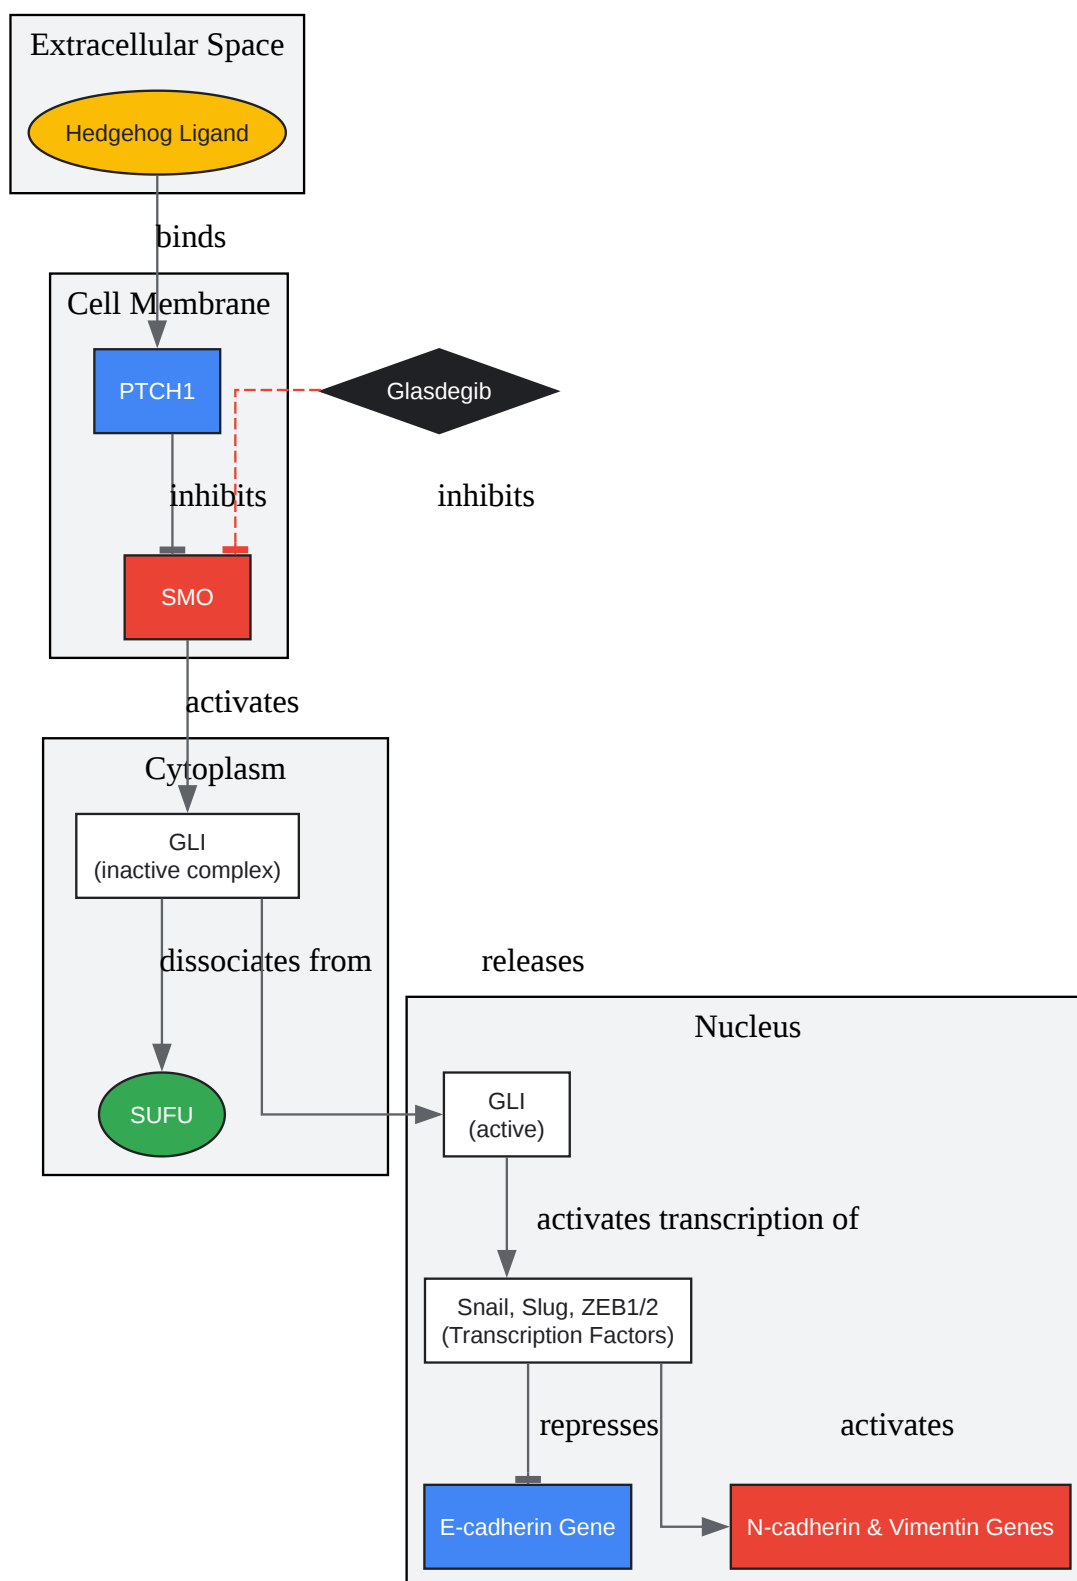 Extracellular Space
Hedgehog Ligand
binds
Cell Membrane
PTCH1
Glasdegib
inhibits
inhibits
SMO
activates
Cytoplasm
GLI
(inactive complex)
dissociates from
releases
Nucleus
GLI
(active)
SUFU
activates transcription of
Snail, Slug, ZEB1/2
(Transcription Factors)
represses
activates
E-cadherin Gene
N-cadherin & Vimentin Genes